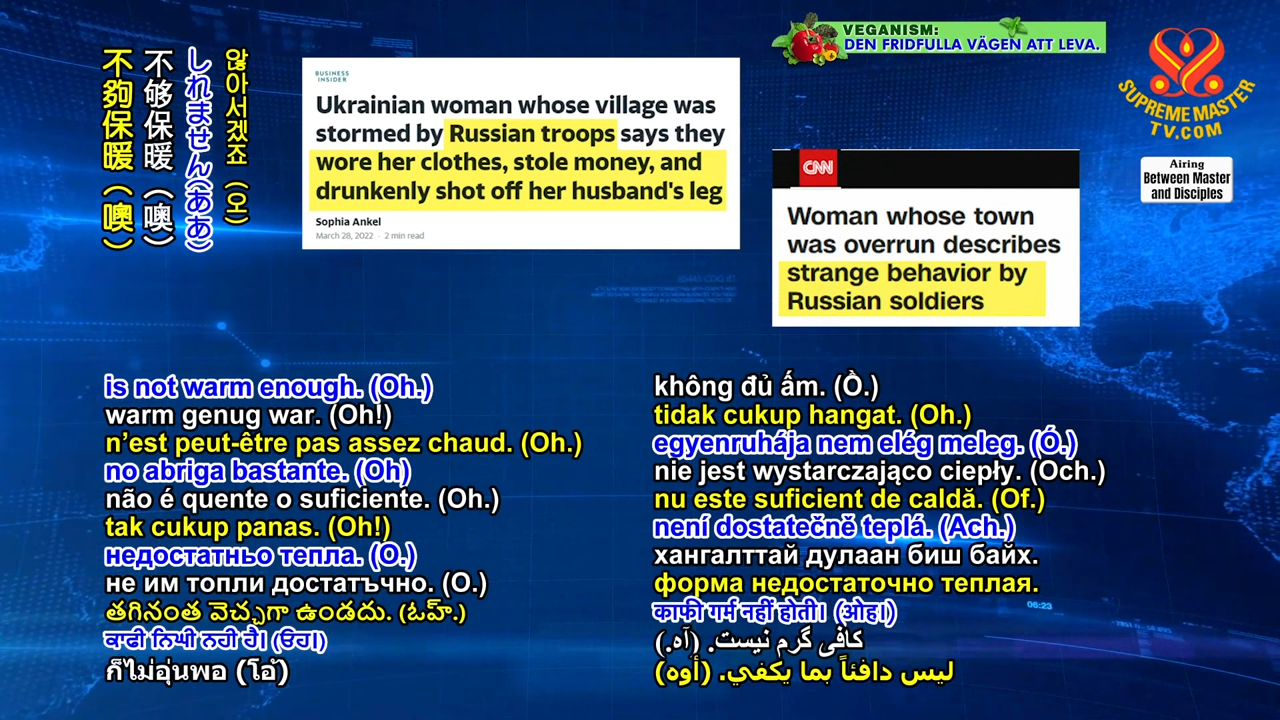 않아서겠죠 (오)
しれません(ああ)
不够保暖(噢)
不夠保暖(噢)
BUSINESS
INSIDER
Ukrainian woman whose village was
stormed by Russian troops says they
wore her clothes, stole money, and
drunkenly shot off her husband's leg
Sophia Ankel
March 28, 2022 · 2 min read
VEGANISM:
DEN FRIDFULLA VÄGEN ATT LEVA.
SUPREME MASTER
TV.COM
Airing
Between Master
and Disciples
CNN
Woman whose town
was overrun describes
strange behavior by
Russian soldiers
is not warm enough. (Oh.)
warm genug war. (Oh!)
n'est peut-être pas assez chaud. (Oh.)
no abriga bastante. (Oh)
não é quente o suficiente. (Oh.)
tak cukup panas. (Oh!)
недостатньо тепла. (О.)
не им топли достатъчно. (О.)
తగినంత వెచ్చగా ఉండదు. (ఓహ్.)
ਕਾਫੀ ਨਿਘੀ ਨਹੀ ਹੈ। (ਓਹ।)
ก็ไม่อุ่นพอ (โอ้)
không đủ ấm. (Ồ.)
tidak cukup hangat. (Oh.)
egyenruhája nem elég meleg. (Ó.)
nie jest wystarczająco ciepły. (Och.)
nu este suficient de caldă. (Of.)
není dostatečně teplá. (Ach.)
хангалттай дулаан биш байх.
форма недостаточно теплая.
काफी गर्म नहीं होती। (ओह।)
کافی گرم نیست. (آه.)
ليس دافئاً بما يكفي. (أوه)
06:23